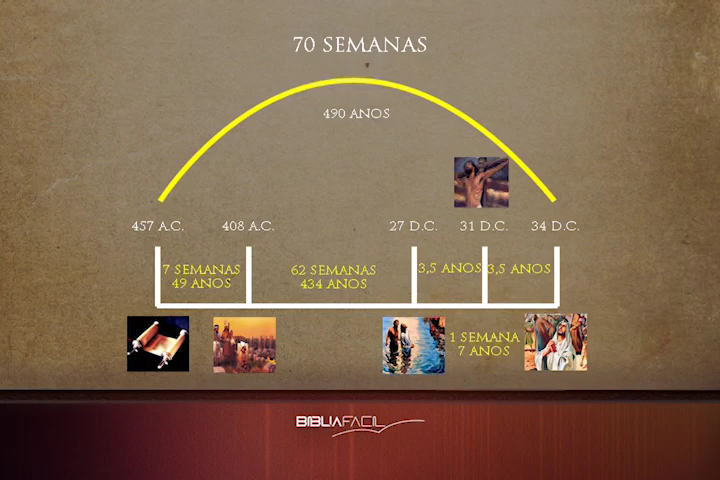 70 SEMANAS
490 ANOS
457 A.C. 408 A.C. 27 D.C. 31 D.C. 34 D.C.
7 SEMANAS
49 ANOS
62 SEMANAS
434 ANOS
3,5 ANOS
3,5 ANOS
1 SEMANA
7 ANOS
BIBLIAFACIL